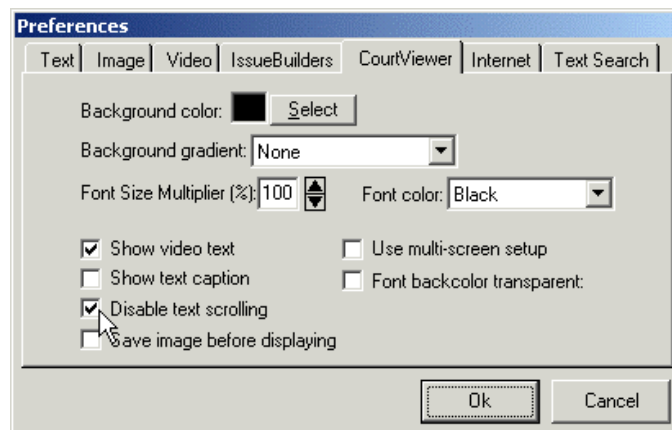 Preferences
Text Image Video IssueBuilders CourtViewer Internet Text Search
Background color: Select
Background gradient: None
Font Size Multiplier (%): 100 Font color: Black
Show video text Use multi-screen setup
Show text caption Font backcolor transparent:
Disable text scrolling
Save image before displaying
Ok Cancel